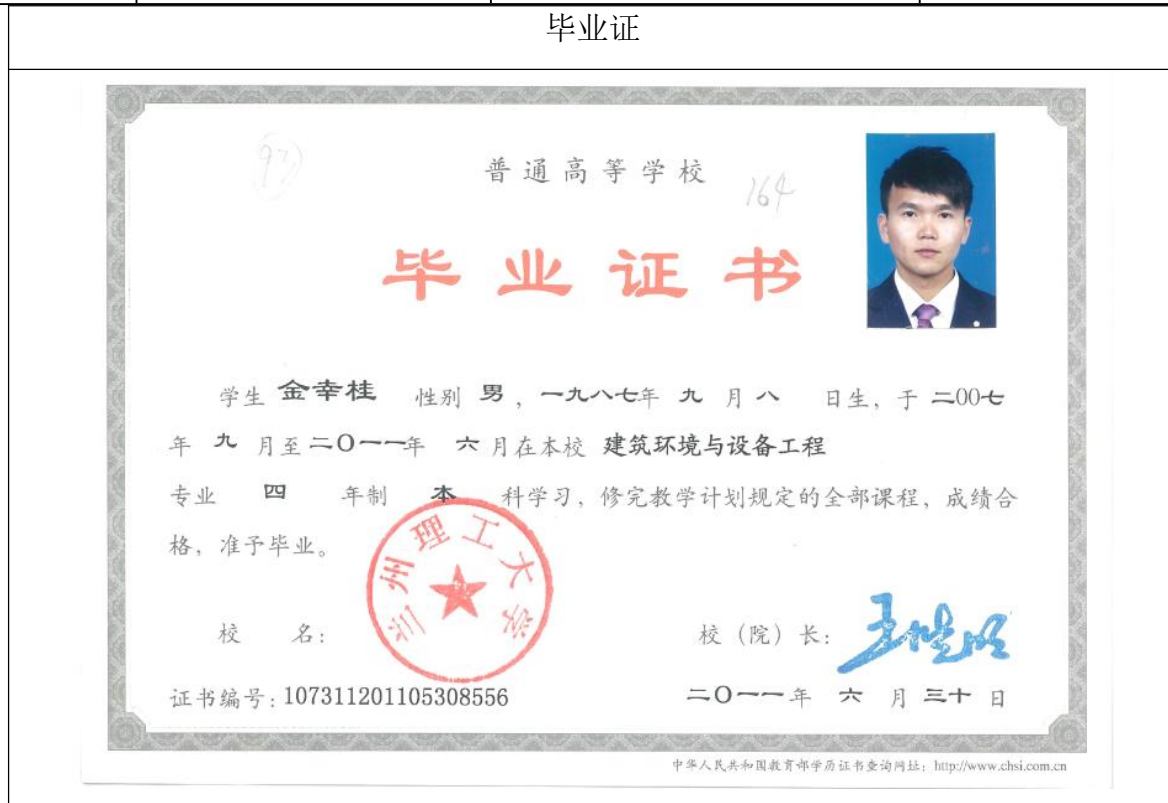 毕业证
97
普通高等学校
164
毕业证书
学生 金幸桂 性别 男，一九八七年 九 月 八 日生，于 二00七
年 九 月至二0一一年 六 月在本校 建筑环境与设备工程
专业 四 年制 本 科学习，修完教学计划规定的全部课程，成绩合
格，准予毕业。
兰州理工大学
校 名：
校（院）长：
证书编号：107311201105308556
二0一一年 六 月 三十 日
中华人民共和国教育部学历证书查询网址：http://www.chsi.com.cn